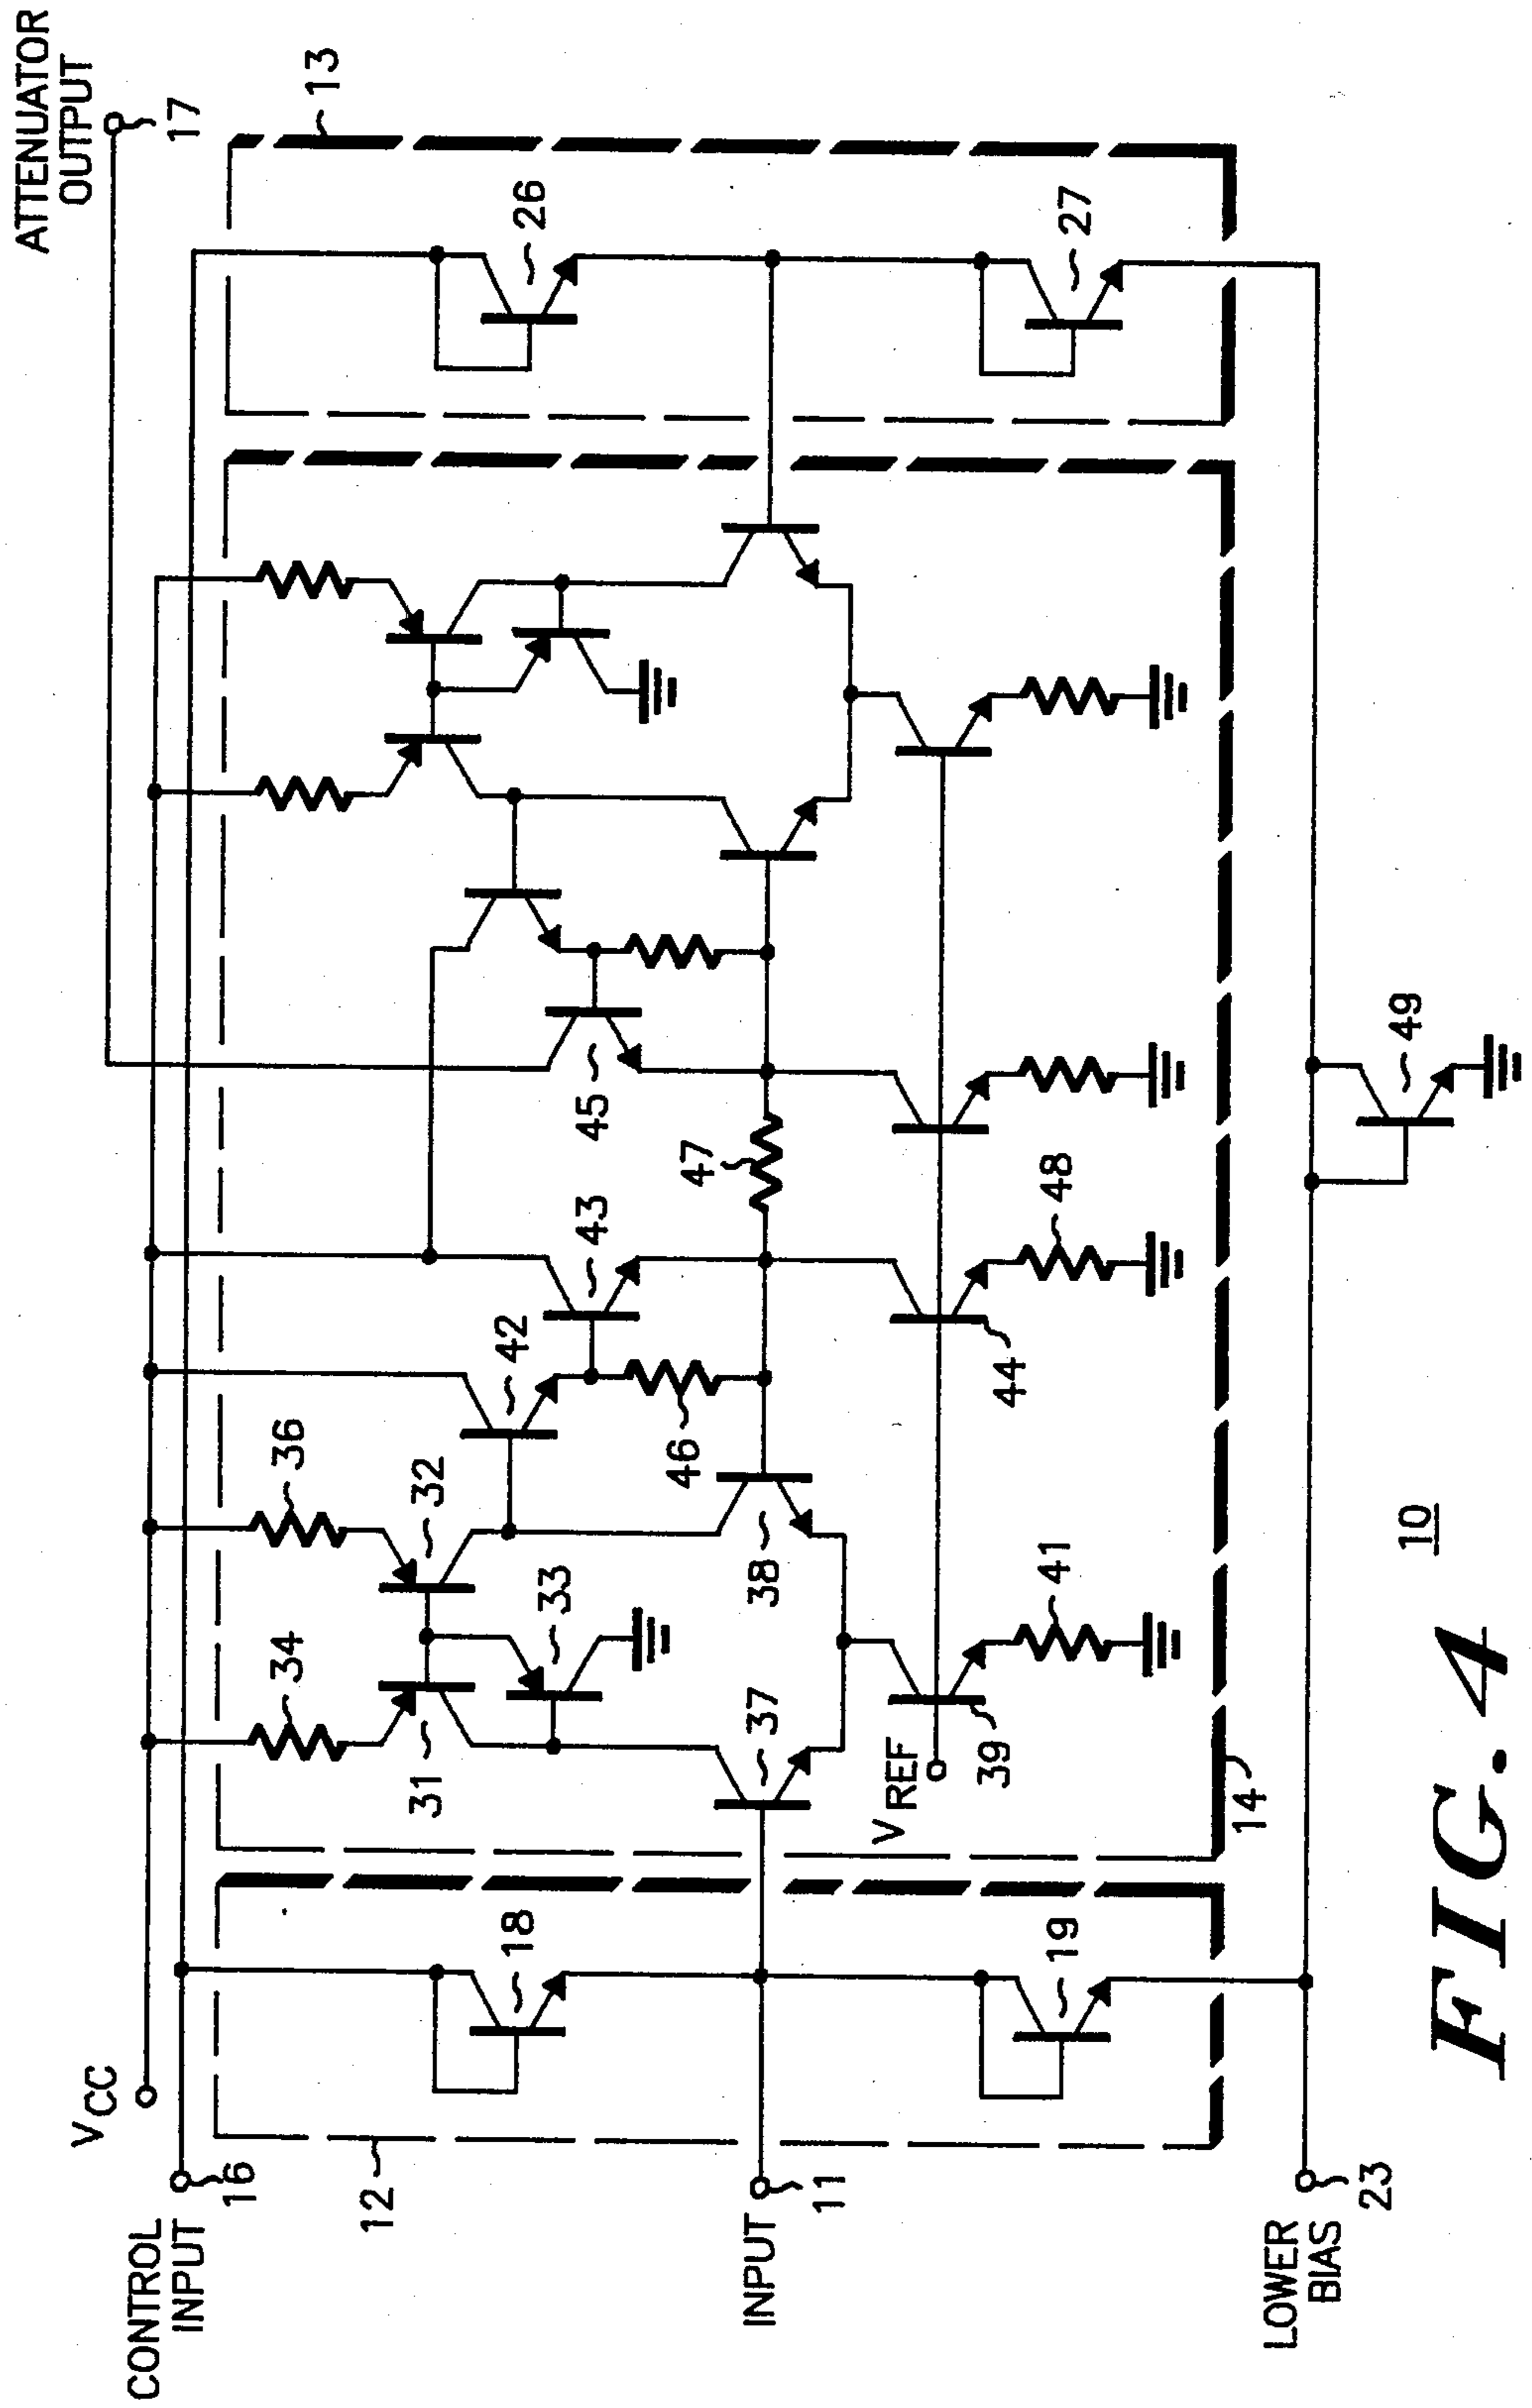 ATTENUATOR
OUTPUT
17
13
VCC
CONTROL
INPUT
16
12
34
36
31
32
33
42
43
45
26
18
37
38
46
47
INPUT
11
VREF
39
41
44
48
19
27
14
LOWER
BIAS
23
49
10
FIG. 4